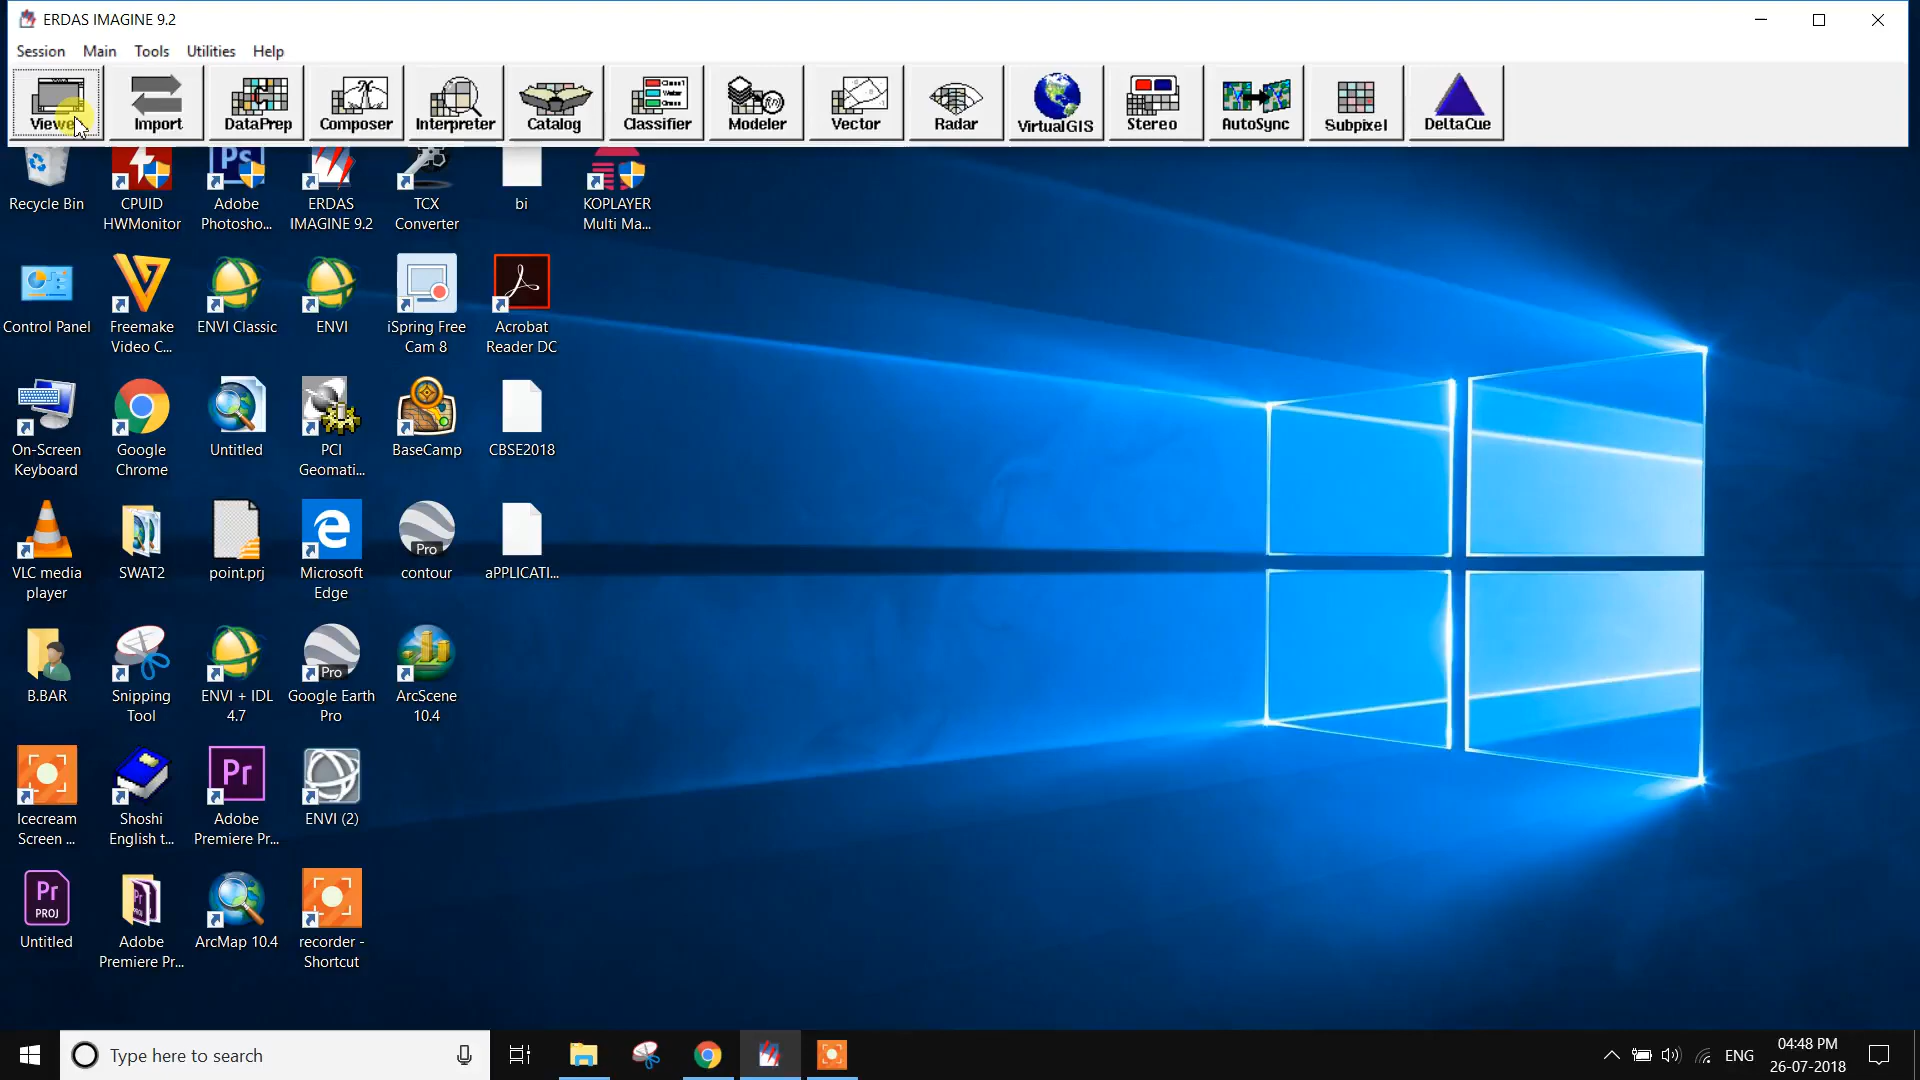 ERDAS IMAGINE 9.2
Session Main Tools Utilities Help
Viewer Import DataPrep Composer Interpreter Catalog Classifier Modeler Vector Radar VirtualGIS Stereo AutoSync Subpixel DeltaCue
Class1
Water
Grass
f(n)
Ps
Recycle Bin
CPUID
HWMonitor
Adobe
Photosho...
ERDAS
IMAGINE 9.2
TCX
Converter
bi
KOPLAYER
Multi Ma...
Control Panel
Freemake
Video C...
ENVI Classic
ENVI
iSpring Free
Cam 8
Acrobat
Reader DC
On-Screen
Keyboard
Google
Chrome
Untitled
PCI
Geomati...
BaseCamp
CBSE2018
VLC media
player
SWAT2
point.prj
Microsoft
Edge
Pro
contour
aPPLICATI...
B.BAR
Snipping
Tool
ENVI + IDL
4.7
Pro
Google Earth
Pro
ArcScene
10.4
Icecream
Screen ...
Shoshi
English t...
Pr
Adobe
Premiere Pr...
ENVI (2)
Pr
PROJ
Untitled
Pr
Adobe
Premiere Pr...
ArcMap 10.4
recorder -
Shortcut
Type here to search
ENG
04:48 PM
26-07-2018